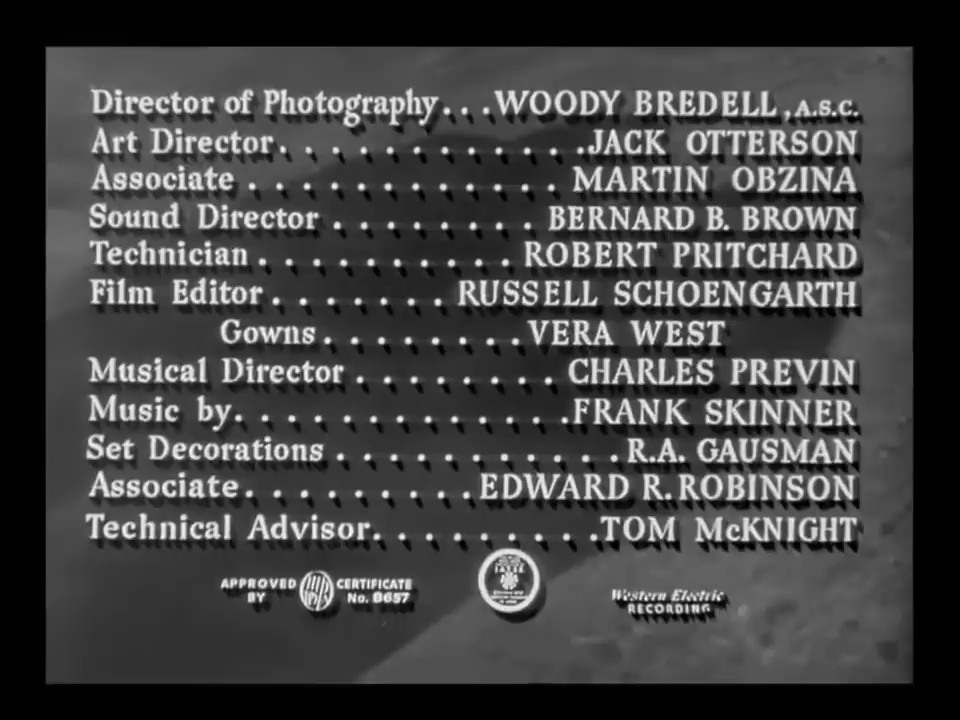 Director of Photography...WOODY BREDELL, A.S.C.
Art Director.............JACK OTTERSON
Associate ............. MARTIN OBZINA
Sound Director ........ BERNARD B. BROWN
Technician .......... ROBERT PRITCHARD
Film Editor....... RUSSELL SCHOENGARTH
Gowns........VERA WEST
Musical Director ........ CHARLES PREVIN
Music by.............FRANK SKINNER
Set Decorations ........... R.A. GAUSMAN
Associate.........EDWARD R. ROBINSON
Technical Advisor.........TOM McKNIGHT
APPROVED BY CERTIFICATE No. 8657
I.A.T.S.E.
Western Electric
RECORDING